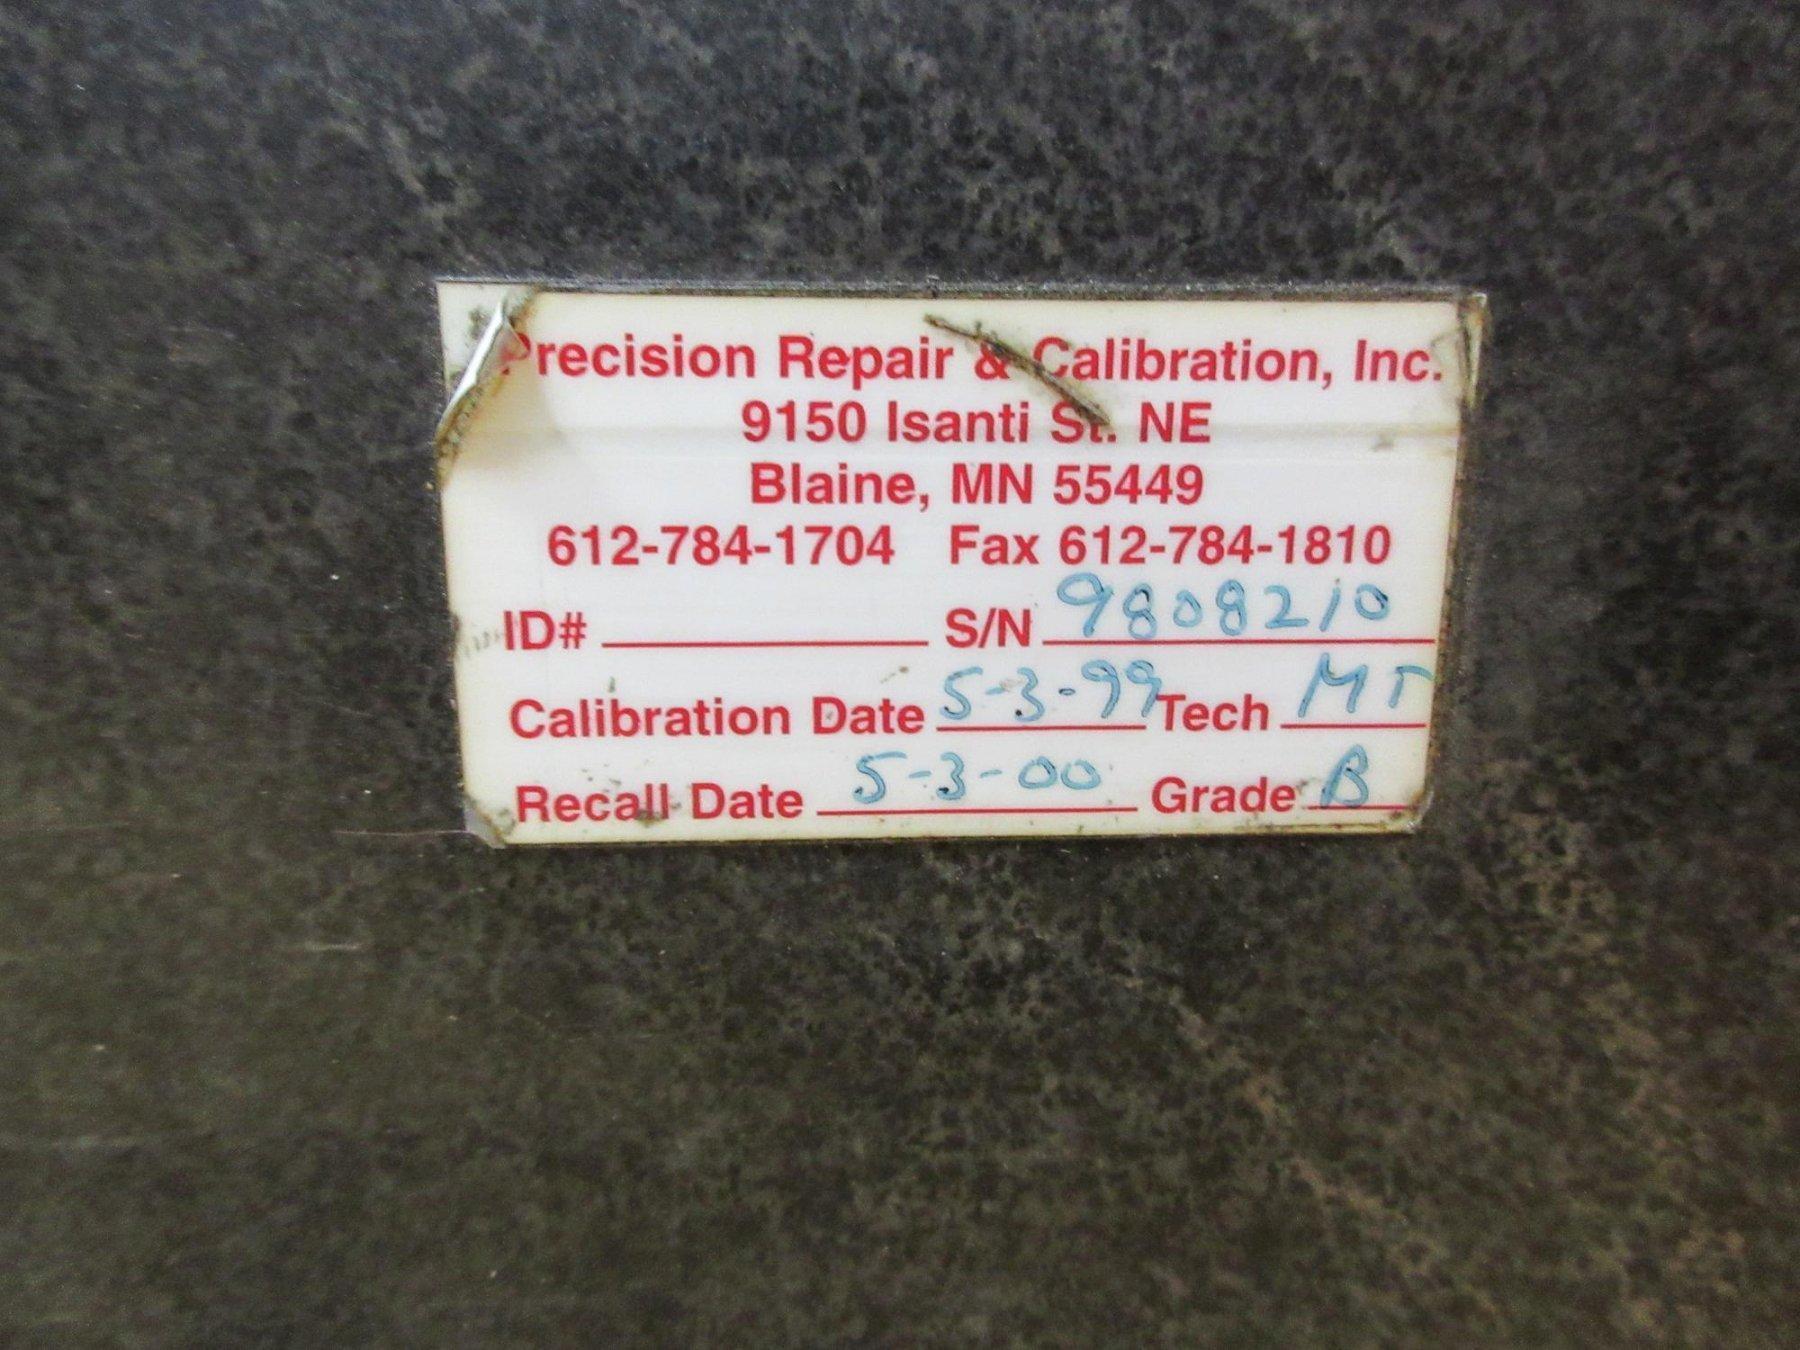 Precision Repair & Calibration, Inc.
9150 Isanti St. NE
Blaine, MN 55449
612-784-1704 Fax 612-784-1810
ID# S/N 9808210
Calibration Date 5-3-99 Tech MT
Recall Date 5-3-00 Grade B